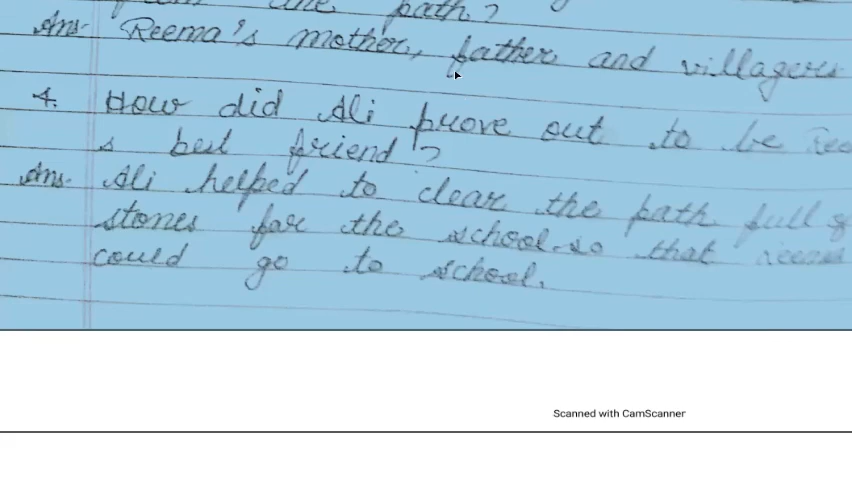 path?
Ans. Reema's mother, father and villagers
4. How did Ali prove out to be
s best friend?
Ans. Ali helped to clear the path full of
stones for the school so that
could go to school.
Scanned with CamScanner